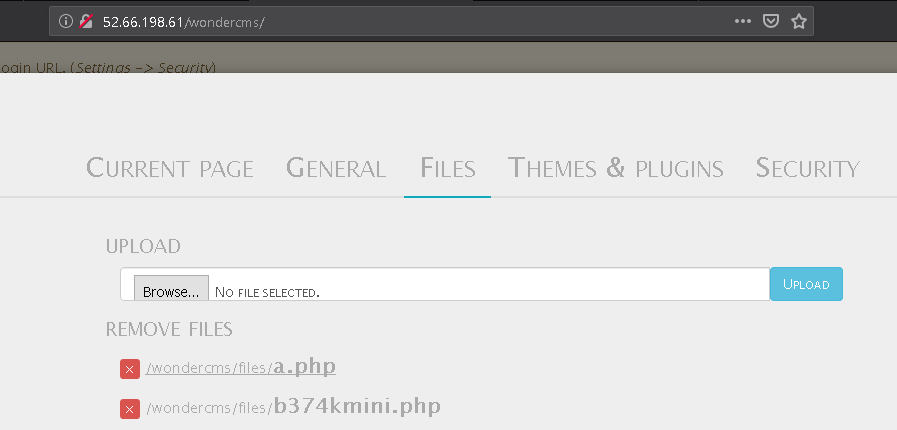 52.66.198.61/wondercms/
ogin URL. (Settings -> Security)
Current page General Files Themes & plugins Security
upload
Browse... No file selected. Upload
remove files
× /wondercms/files/a.php
× /wondercms/files/b374kmini.php